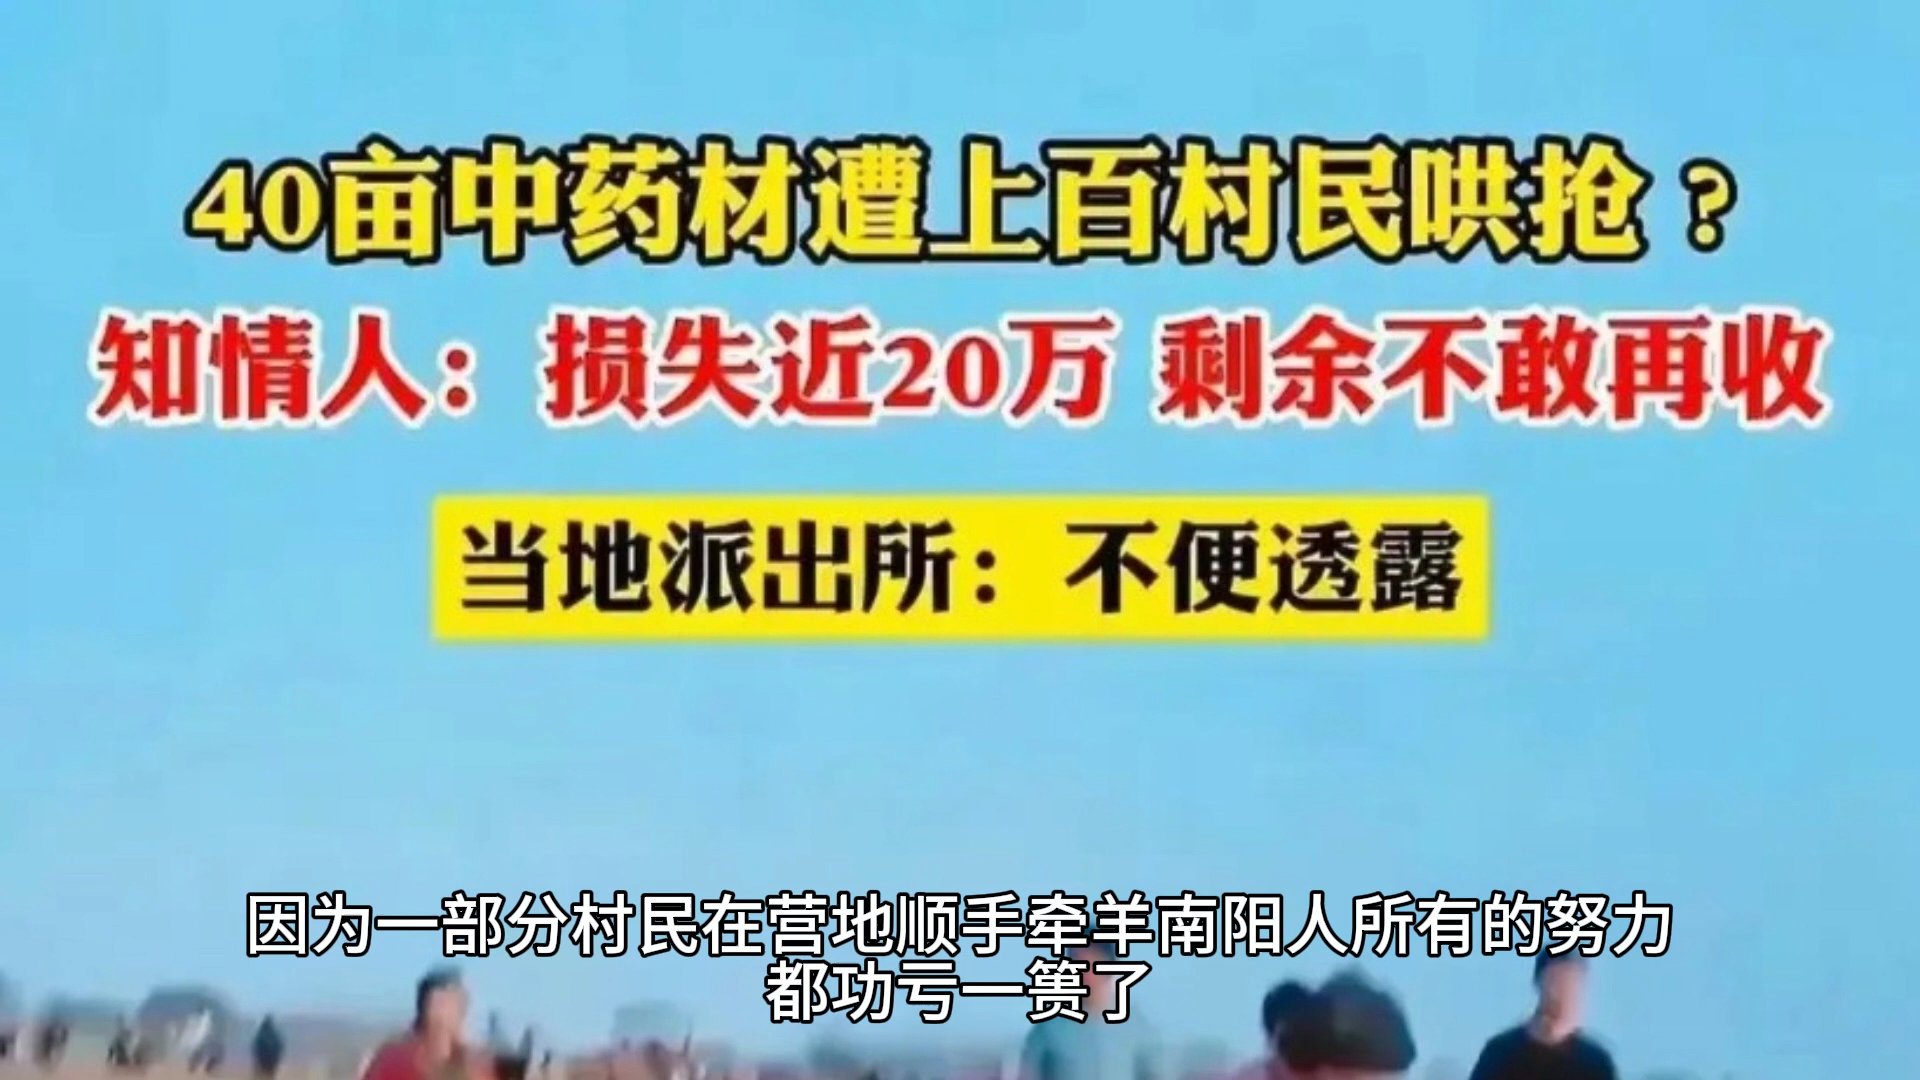 40亩中药材遭上百村民哄抢？
知情人：损失近20万 剩余不敢再收
当地派出所：不便透露
因为一部分村民在营地顺手牵羊南阳人所有的努力
都功亏一篑了